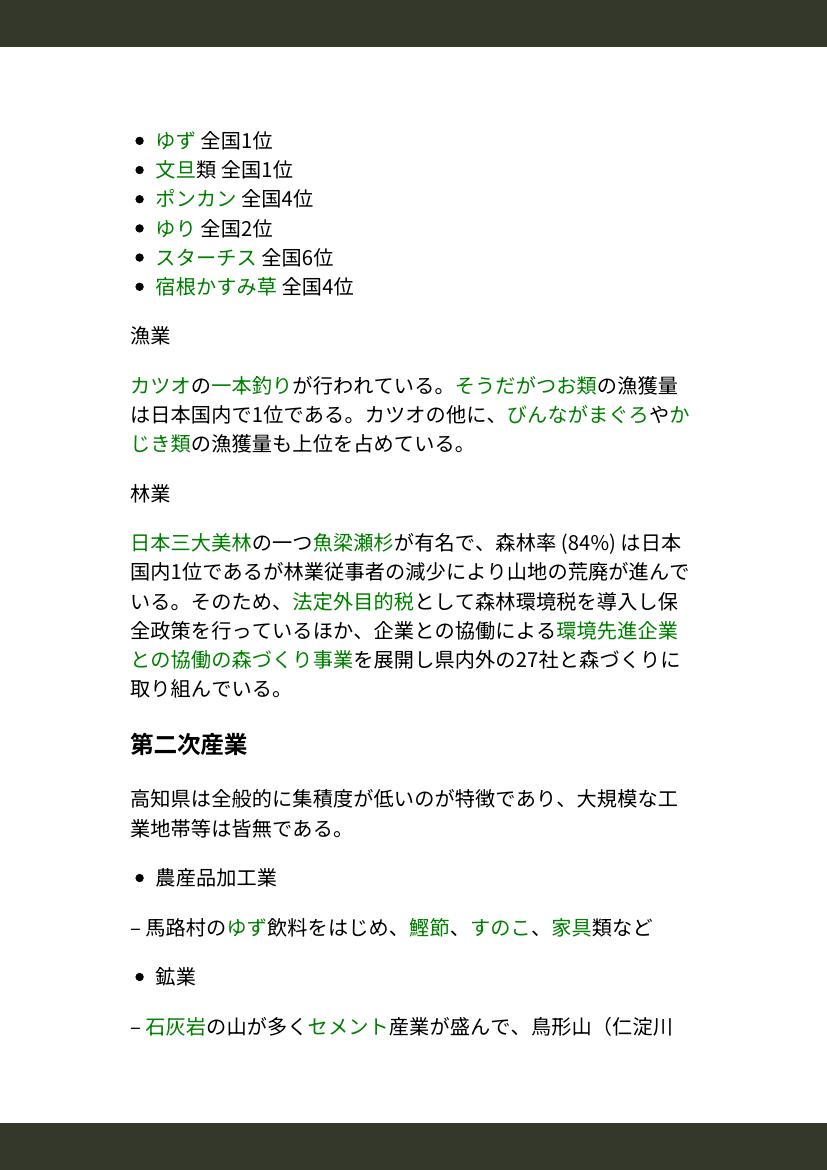 • ゆず 全国1位
• 文旦類 全国1位
• ポンカン 全国4位
• ゆり 全国2位
• スターチス 全国6位
• 宿根かすみ草 全国4位
漁業
カツオの一本釣りが行われている。そうだがつお類の漁獲量
は日本国内で1位である。カツオの他に、びんながまぐろやか
じき類の漁獲量も上位を占めている。
林業
日本三大美林の一つ魚梁瀬杉が有名で、森林率 (84%) は日本
国内1位であるが林業従事者の減少により山地の荒廃が進んで
いる。そのため、法定外目的税として森林環境税を導入し保
全政策を行っているほか、企業との協働による環境先進企業
との協働の森づくり事業を展開し県内外の27社と森づくりに
取り組んでいる。
第二次産業
高知県は全般的に集積度が低いのが特徴であり、大規模な工
業地帯等は皆無である。
• 農産品加工業
– 馬路村のゆず飲料をはじめ、鰹節、すのこ、家具類など
• 鉱業
– 石灰岩の山が多くセメント産業が盛んで、鳥形山（仁淀川